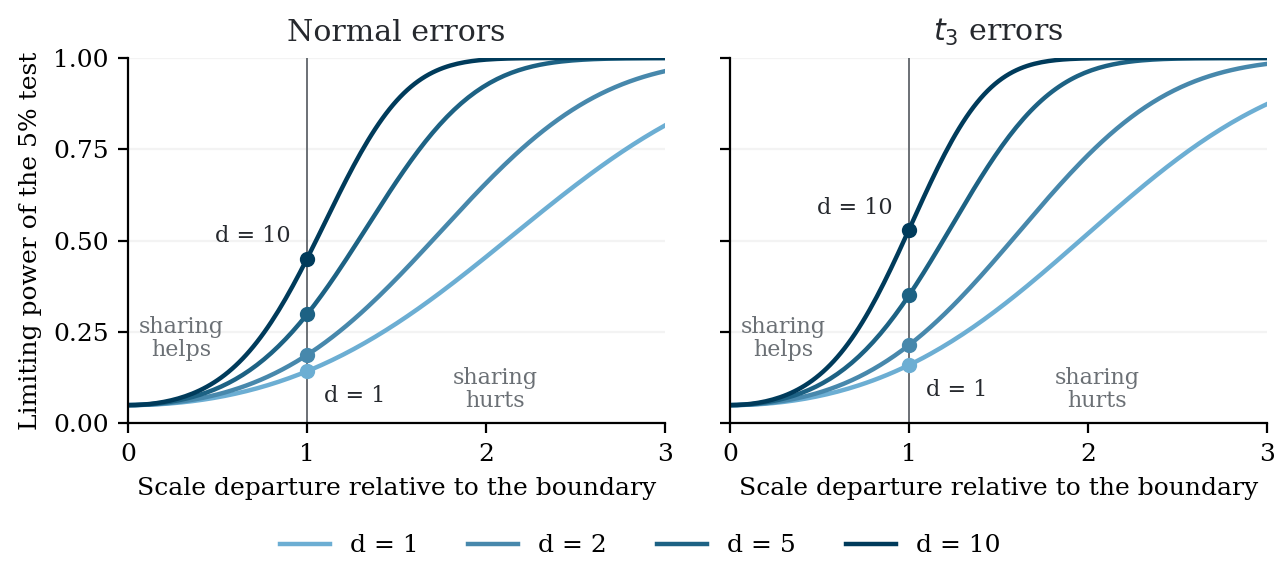 Normal errors
t3 errors
Limiting power of the 5% test
1.00
0.75
0.50
0.25
0.00
d = 10
sharing
helps
d = 1
sharing
hurts
0
1
2
3
Scale departure relative to the boundary
d = 10
sharing
helps
d = 1
sharing
hurts
0
1
2
3
Scale departure relative to the boundary
d = 1
d = 2
d = 5
d = 10